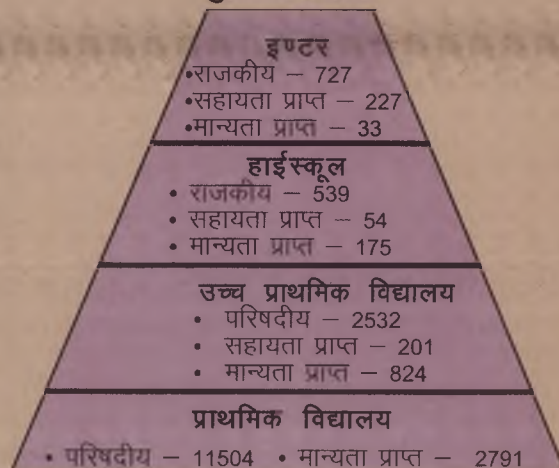 इण्टर
•राजकीय – 727
•सहायता प्राप्त – 227
•मान्यता प्राप्त – 33
हाईस्कूल
• राजकीय – 539
• सहायता प्राप्त – 54
• मान्यता प्राप्त – 175
उच्च प्राथमिक विद्यालय
• परिषदीय – 2532
• सहायता प्राप्त – 201
• मान्यता प्राप्त – 824
प्राथमिक विद्यालय
• परिषदीय – 11504 • मान्यता प्राप्त – 2791